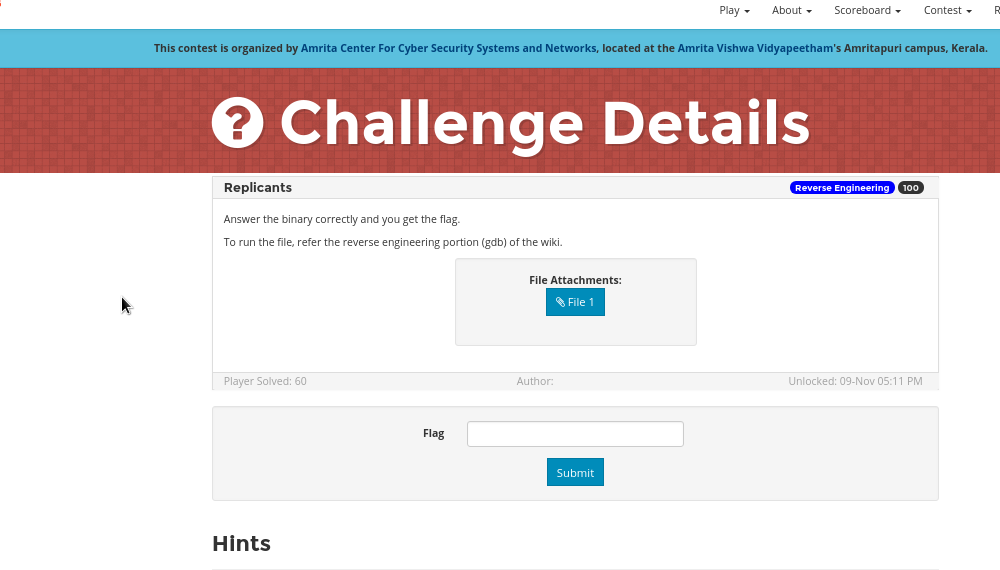 Play About Scoreboard Contest R
This contest is organized by Amrita Center For Cyber Security Systems and Networks, located at the Amrita Vishwa Vidyapeetham's Amritapuri campus, Kerala.
? Challenge Details
Replicants Reverse Engineering 100
Answer the binary correctly and you get the flag.
To run the file, refer the reverse engineering portion (gdb) of the wiki.
File Attachments:
File 1
Player Solved: 60 Author: Unlocked: 09-Nov 05:11 PM
Flag
Submit
Hints